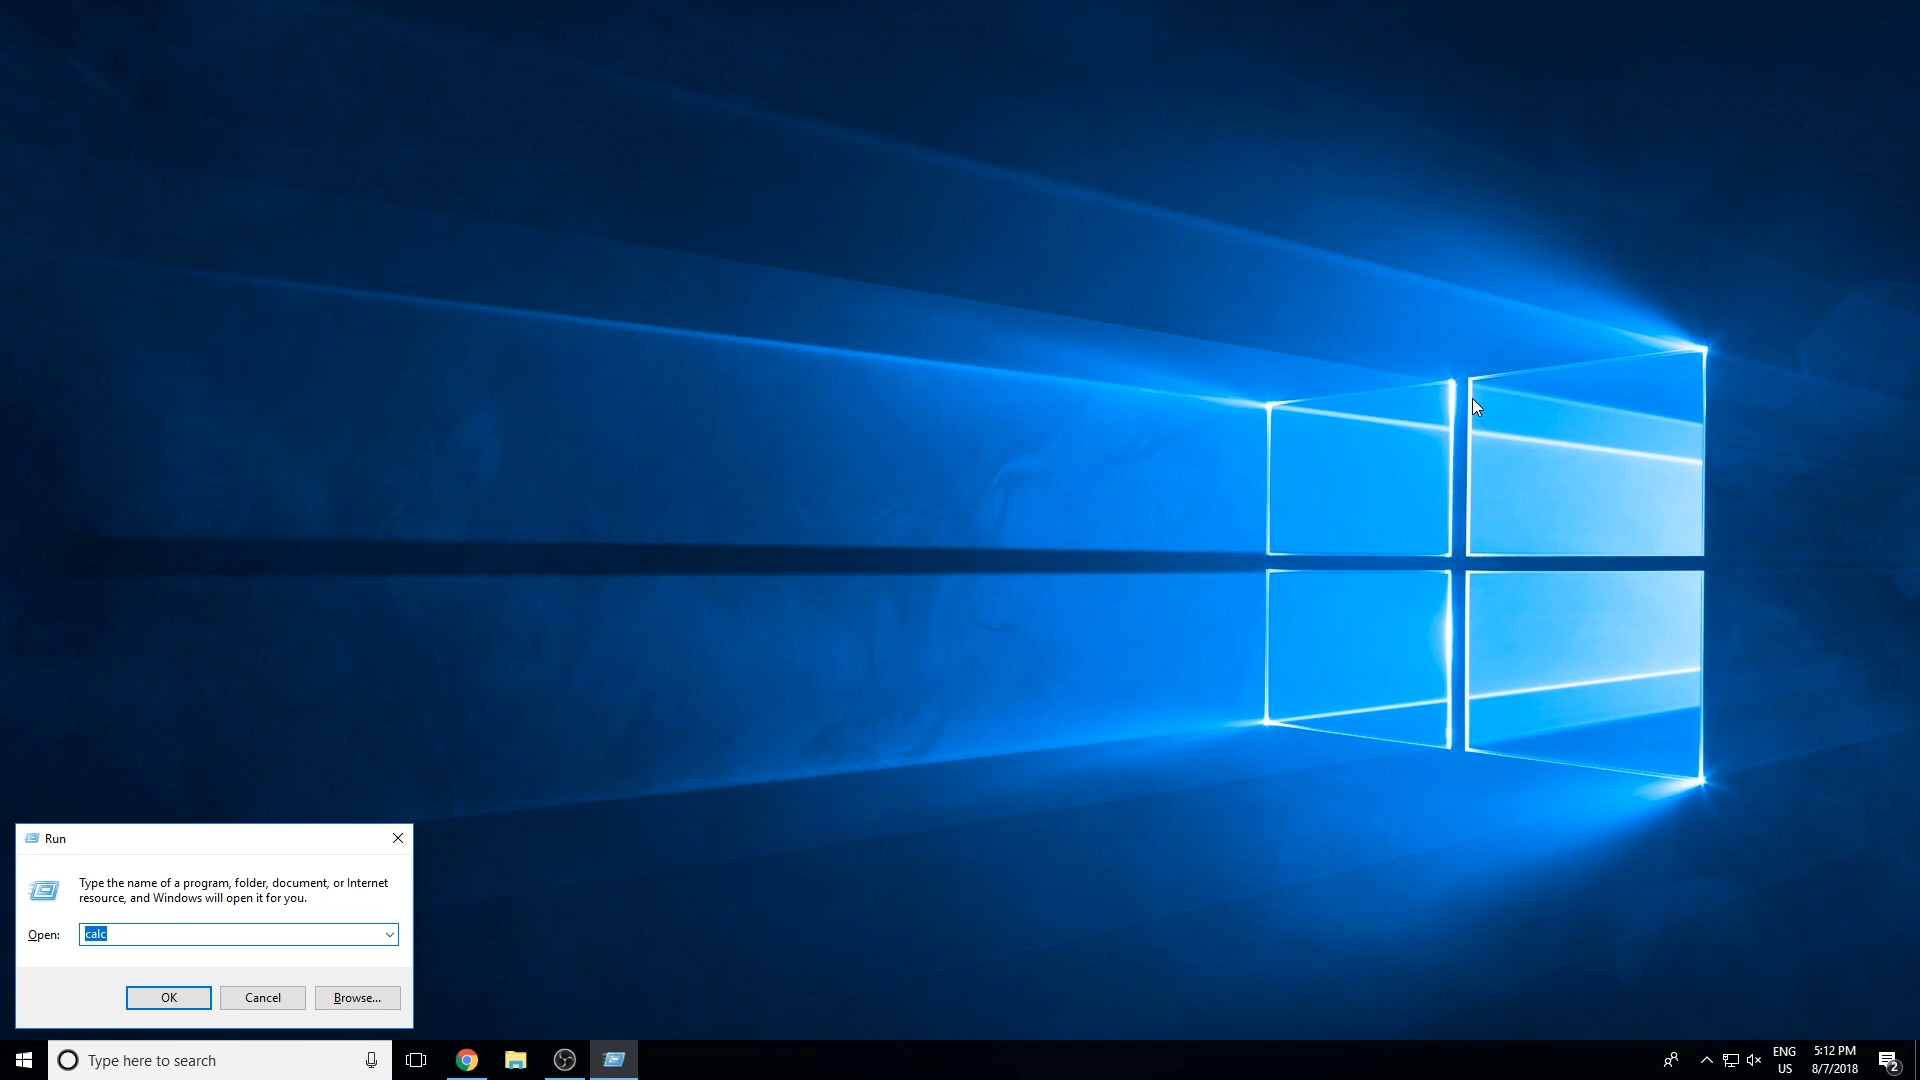 Run
Type the name of a program, folder, document, or Internet
resource, and Windows will open it for you.
Open:
calc
OK
Cancel
Browse...
Type here to search
ENG
US
5:12 PM
8/7/2018
2